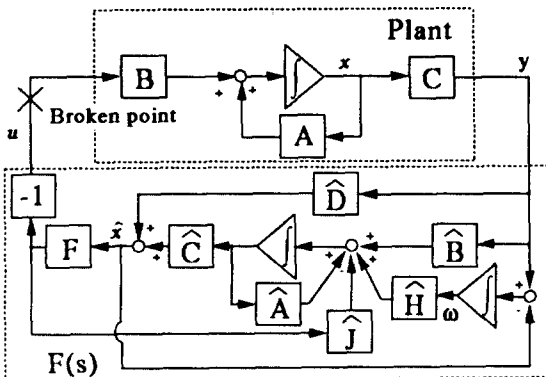 Plant
B
∫
x
C
y
+
+
A
Broken point
u
-1
D̂
F
x̂
+
+
Ĉ
∫
+
+
+
+
B̂
Â
Ĵ
Ĥ
ω
∫
+
-
F(s)